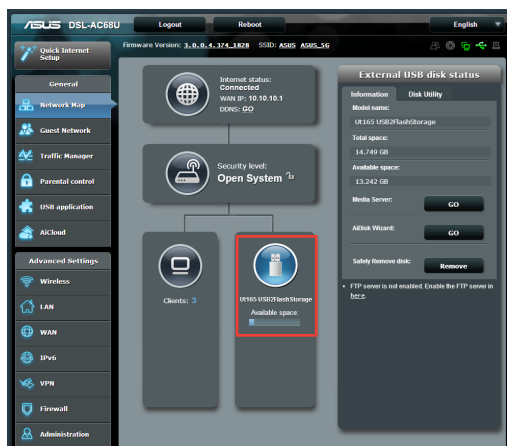 ASUS DSL-AC68U
Logout
Reboot
English
Quick Internet
Setup
Firmware Version: 3.0.0.4.374_1828 SSID: ASUS ASUS_5G
General
Network Map
Guest Network
Traffic Manager
Parental control
USB application
AiCloud
Advanced Settings
Wireless
LAN
WAN
IPv6
VPN
Firewall
Administration
Internet status:
Connected
WAN IP: 10.10.10.1
DDNS: GO
Security level:
Open System
Clients: 3
Ut165 USB2FlashStorage
Available space:
External USB disk status
Information
Disk Utility
Model name:
Ut165 USB2FlashStorage
Total space:
14.749 GB
Available space:
13.242 GB
Media Server:
GO
AiDisk Wizard:
GO
Safely Remove disk:
Remove
• FTP server is not enabled. Enable the FTP server in
here.